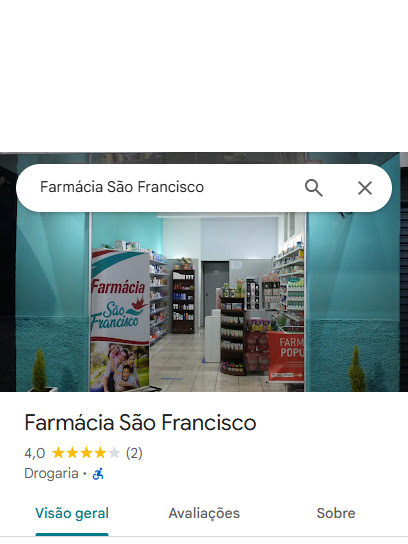 Farmácia São Francisco
Farmácia
São
Francisco
FARM
POPU
Farmácia São Francisco
4,0 (2)
Drogaria ·
Visão geral
Avaliações
Sobre